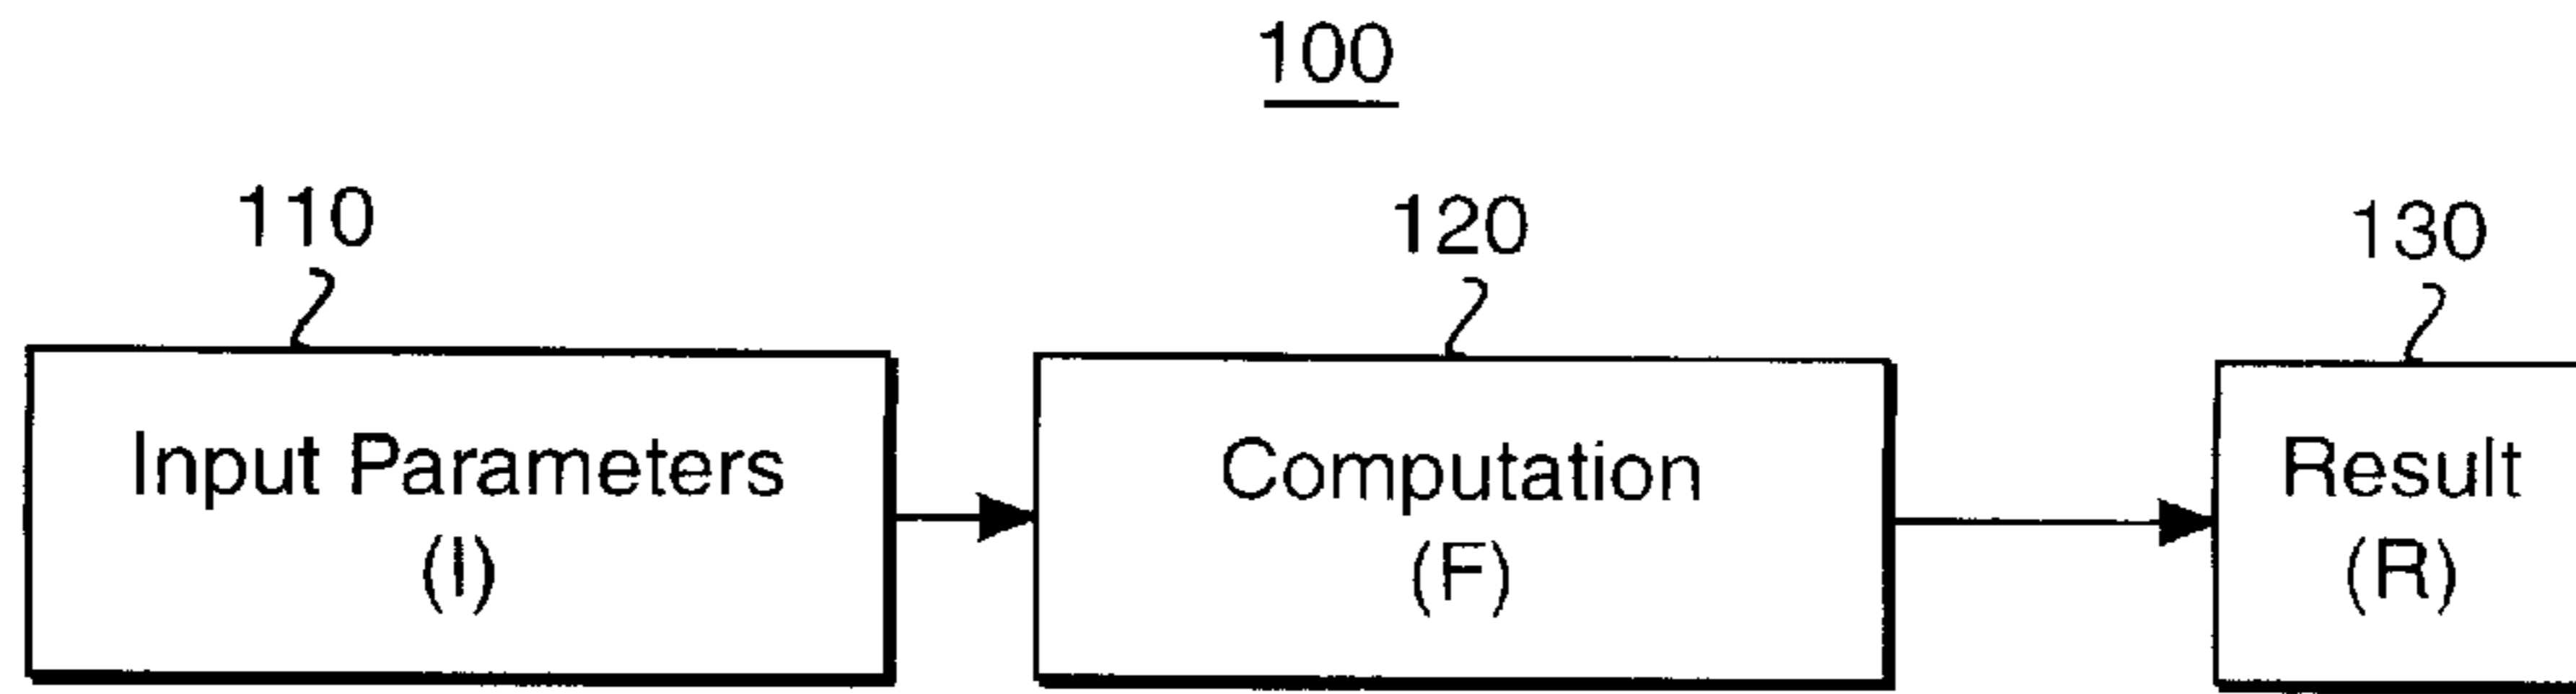 100
110
120
130
Input Parameters
(I)
Computation
(F)
Result
(R)